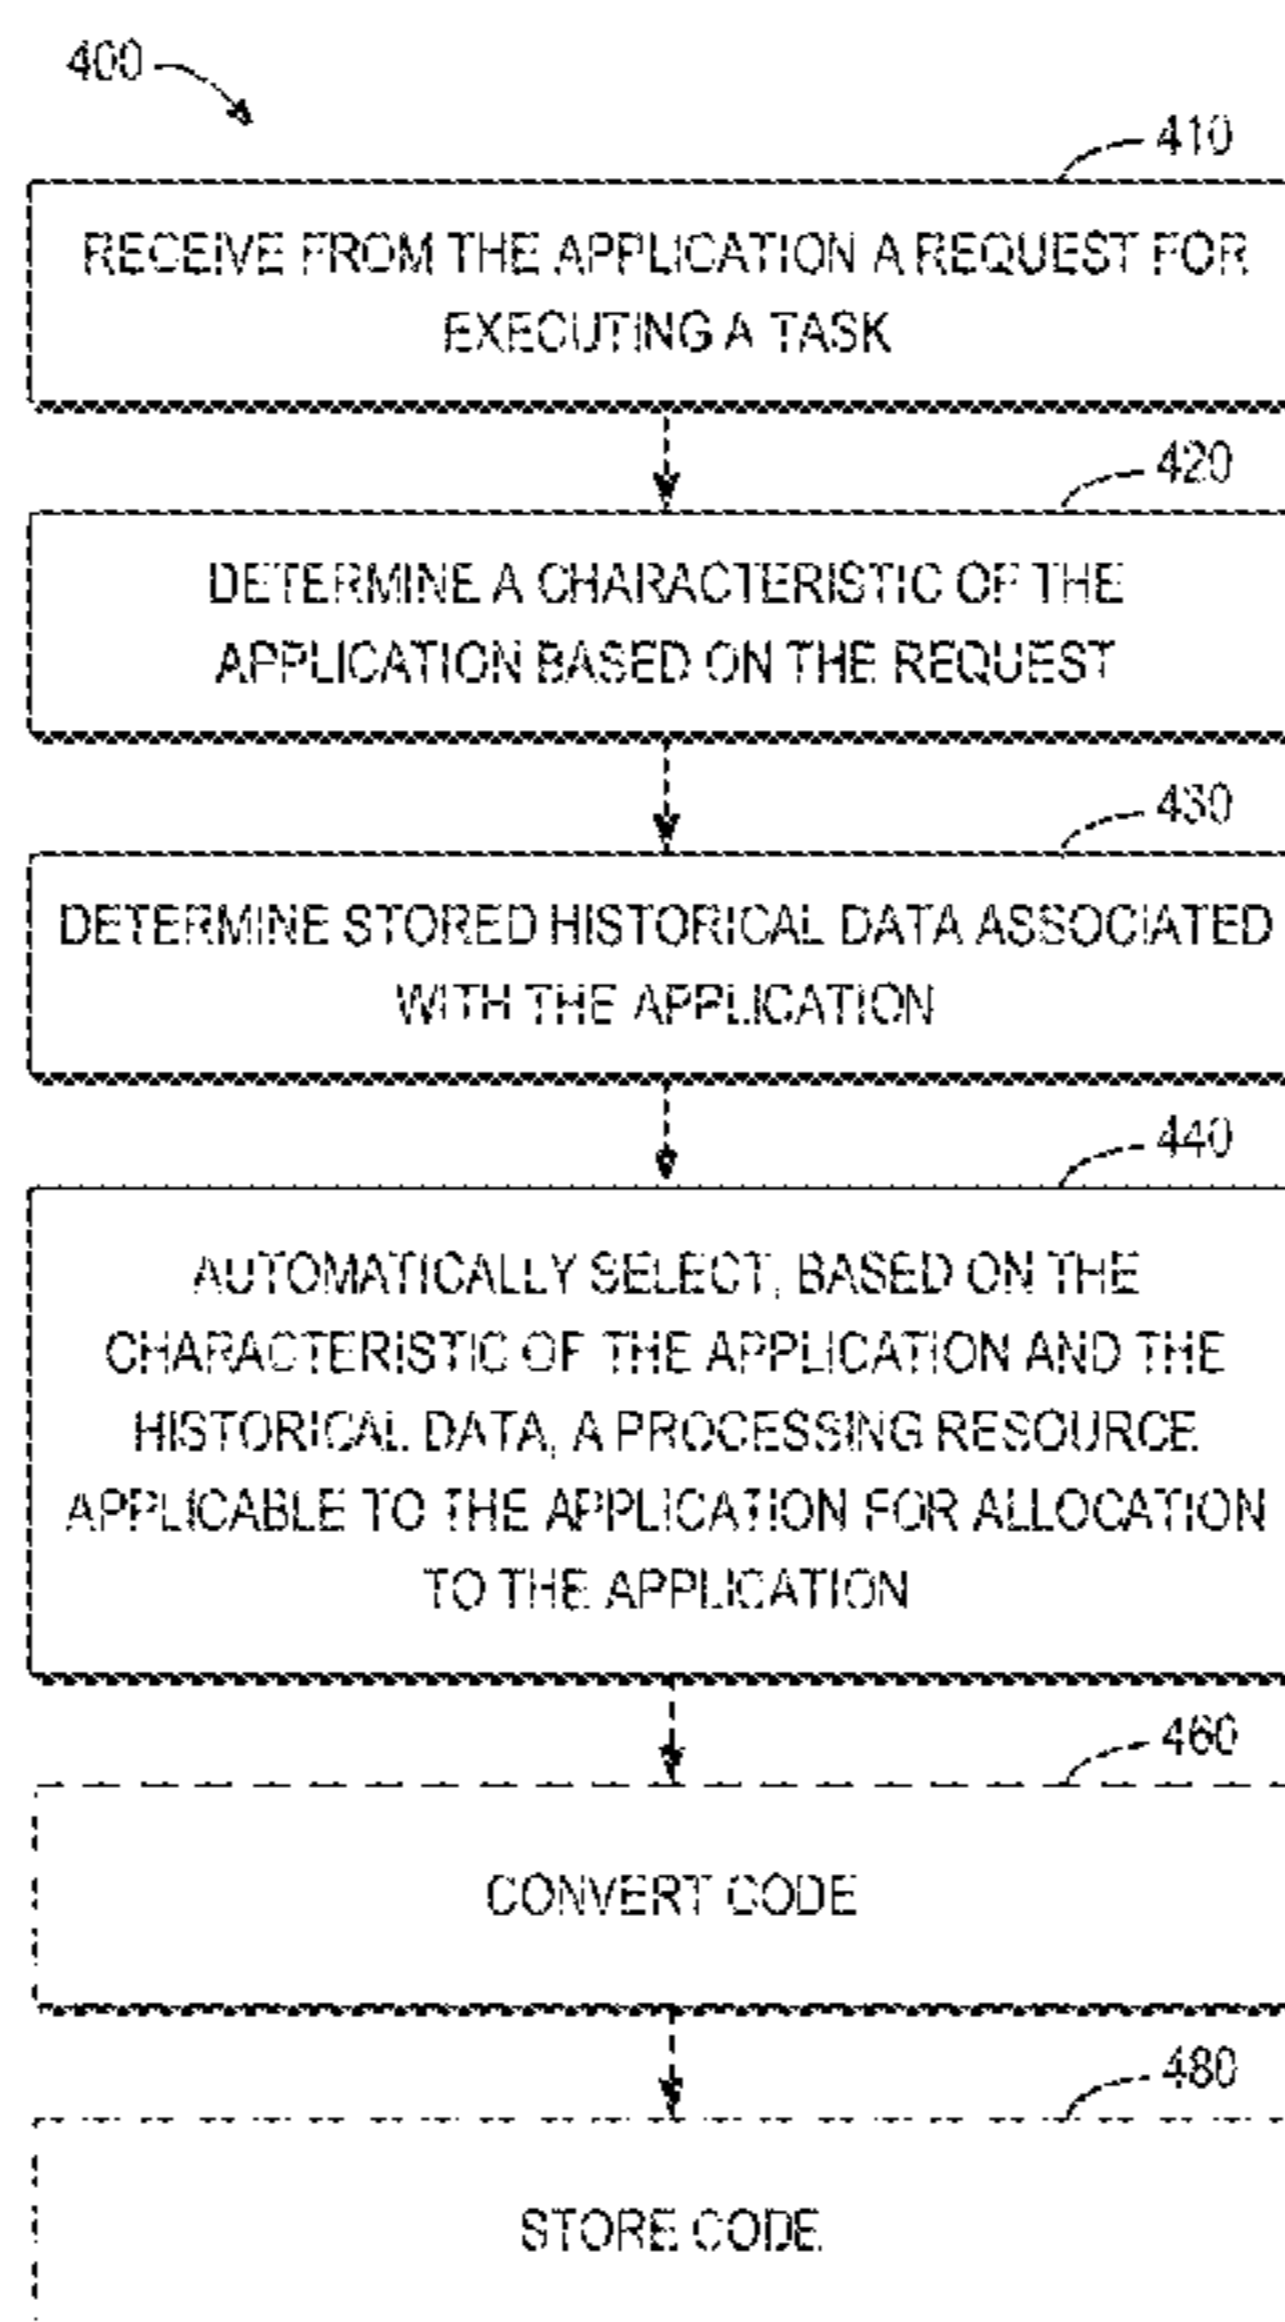 400
410
RECEIVE FROM THE APPLICATION A REQUEST FOR
EXECUTING A TASK
420
DETERMINE A CHARACTERISTIC OF THE
APPLICATION BASED ON THE REQUEST
430
DETERMINE STORED HISTORICAL DATA ASSOCIATED
WITH THE APPLICATION
440
AUTOMATICALLY SELECT, BASED ON THE
CHARACTERISTIC OF THE APPLICATION AND THE
HISTORICAL DATA, A PROCESSING RESOURCE
APPLICABLE TO THE APPLICATION FOR ALLOCATION
TO THE APPLICATION
460
CONVERT CODE
480
STORE CODE